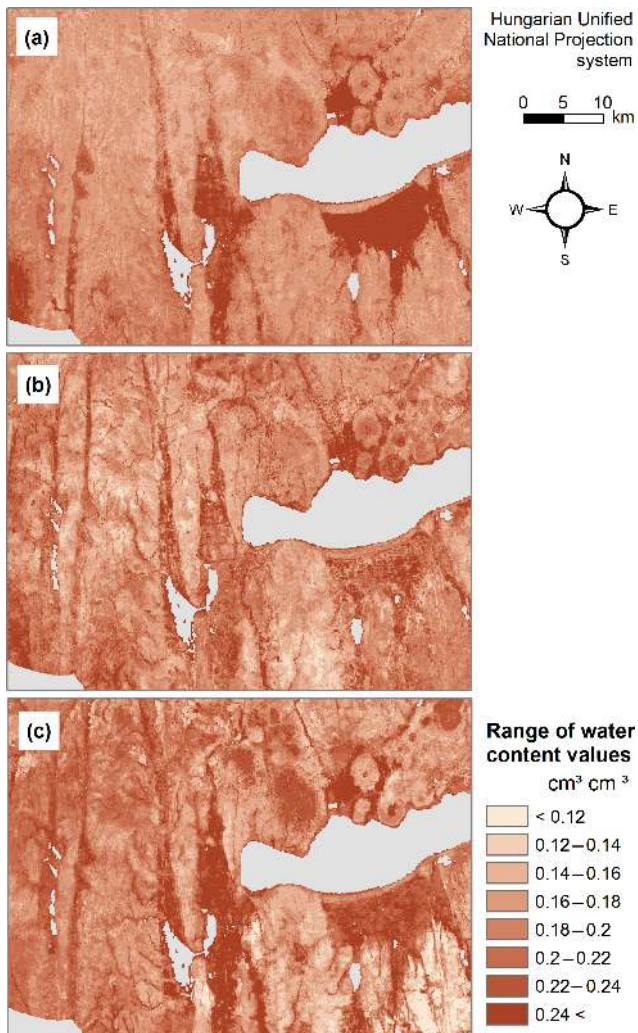 (a)
Hungarian Unified
National Projection
system
0 5 10
km
N
W E
S
(b)
(c)
Range of water
content values
cm³ cm ³
< 0.12
0.12–0.14
0.14–0.16
0.16–0.18
0.18–0.2
0.2–0.22
0.22–0.24
0.24 <